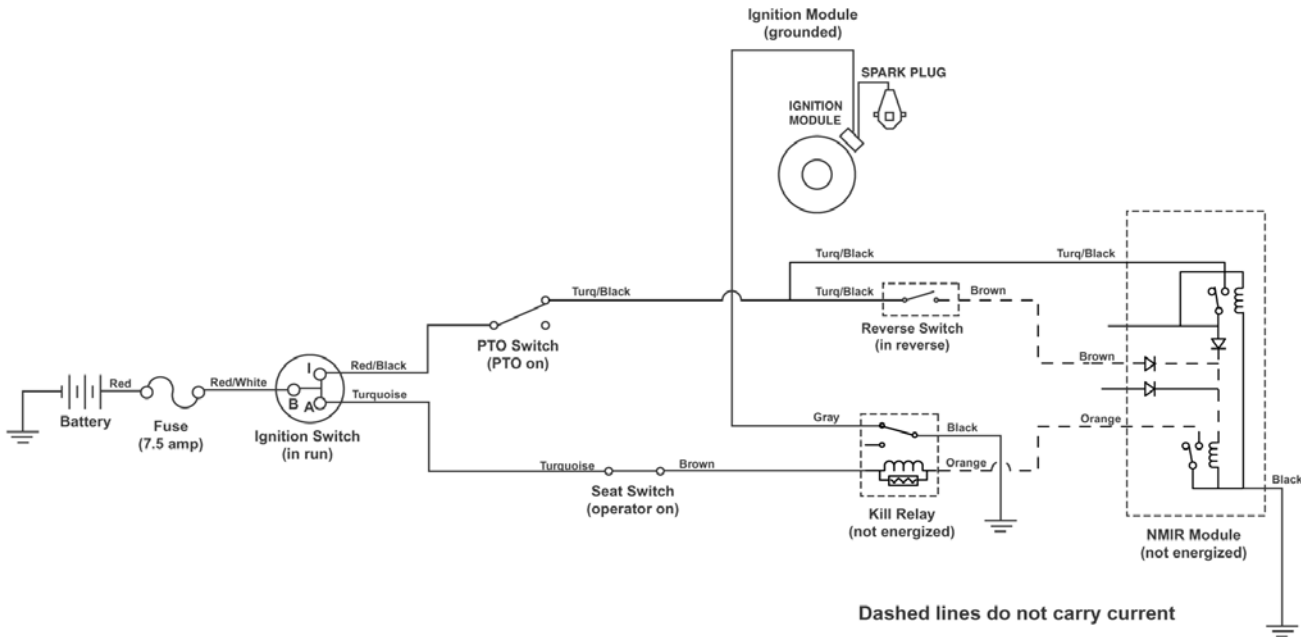 Ignition Module
(grounded)
SPARK PLUG
IGNITION
MODULE
Turq/Black
Turq/Black
Turq/Black
Turq/Black
Brown
Reverse Switch
(in reverse)
PTO Switch
(PTO on)
Red/Black
I
B
A
Turquoise
Red
Red/White
Battery
Fuse
(7.5 amp)
Ignition Switch
(in run)
Brown
Gray
Black
Orange
Turquoise
Brown
Orange
Seat Switch
(operator on)
Kill Relay
(not energized)
Black
NMIR Module
(not energized)
Dashed lines do not carry current